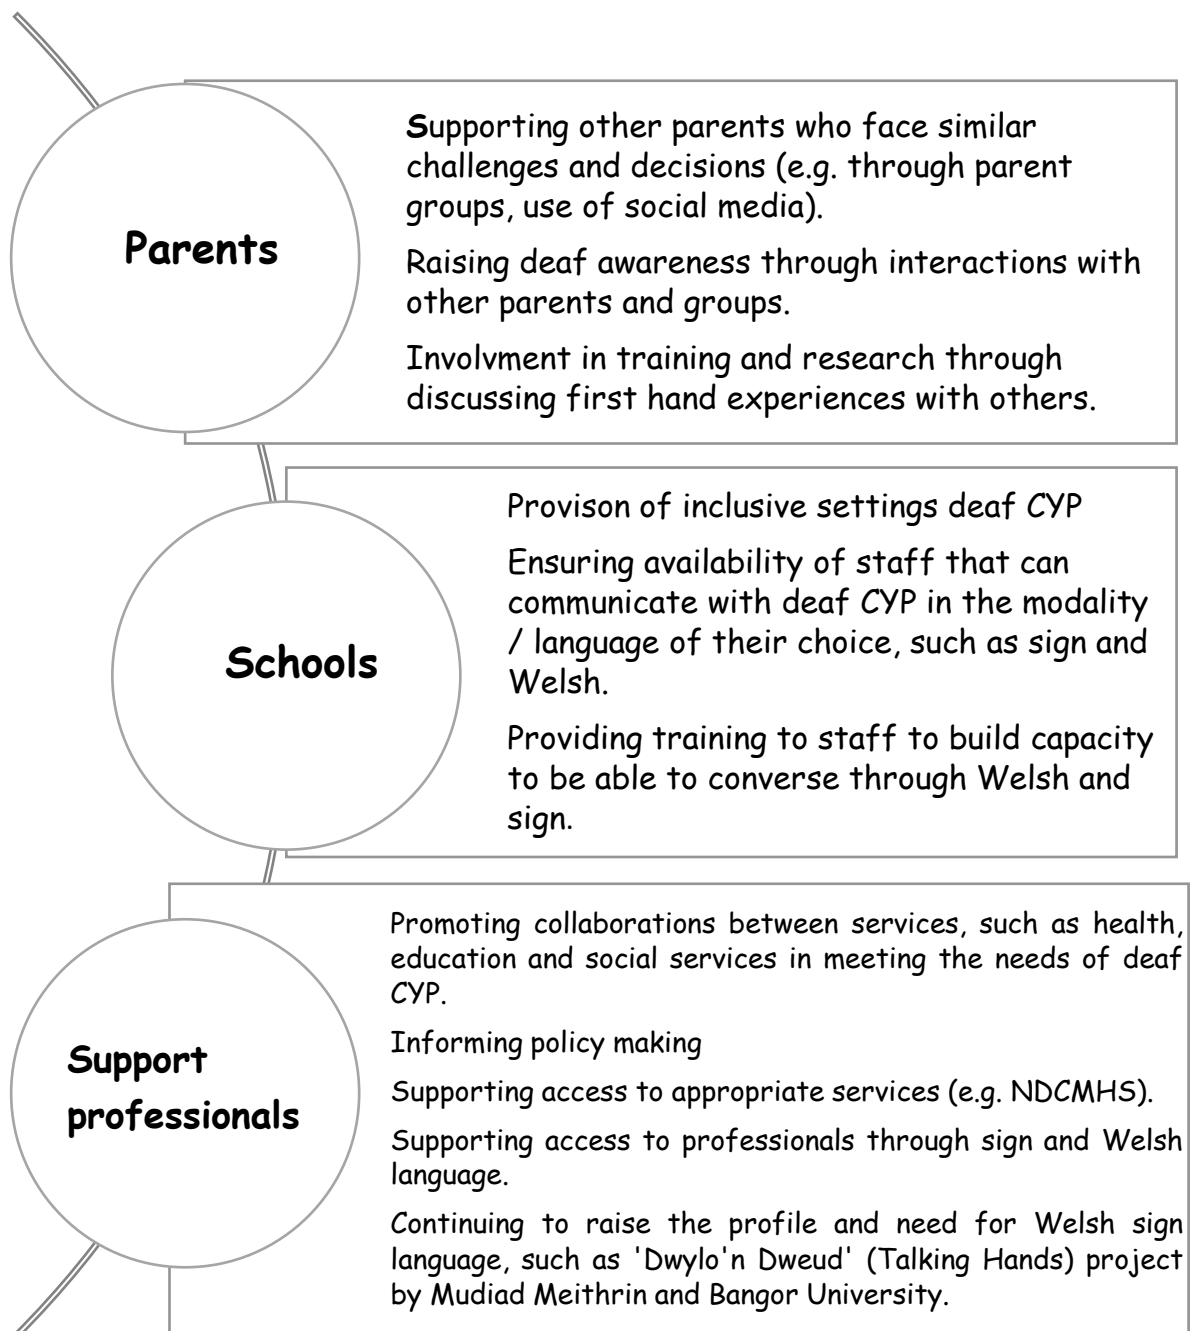 Parents
Supporting other parents who face similar
challenges and decisions (e.g. through parent
groups, use of social media).
Raising deaf awareness through interactions with
other parents and groups.
Involvment in training and research through
discussing first hand experiences with others.
Schools
Provison of inclusive settings deaf CYP
Ensuring availability of staff that can
communicate with deaf CYP in the modality
/ language of their choice, such as sign and
Welsh.
Providing training to staff to build capacity
to be able to converse through Welsh and
sign.
Support
professionals
Promoting collaborations between services, such as health,
education and social services in meeting the needs of deaf
CYP.
Informing policy making
Supporting access to appropriate services (e.g. NDCMHS).
Supporting access to professionals through sign and Welsh
language.
Continuing to raise the profile and need for Welsh sign
language, such as 'Dwylo'n Dweud' (Talking Hands) project
by Mudiad Meithrin and Bangor University.